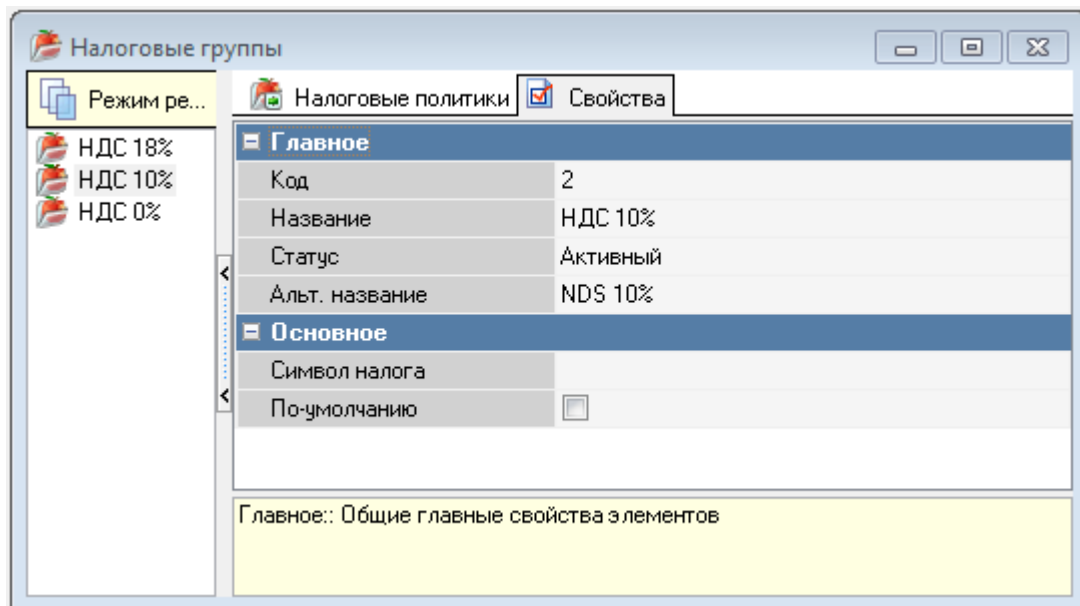 Налоговые группы
Режим ре...
НДС 18%
НДС 10%
НДС 0%
Налоговые политики
Свойства
Главное
Код 2
Название НДС 10%
Статус Активный
Альт. название NDS 10%
Основное
Символ налога
По-умолчанию
Главное:: Общие главные свойства элементов